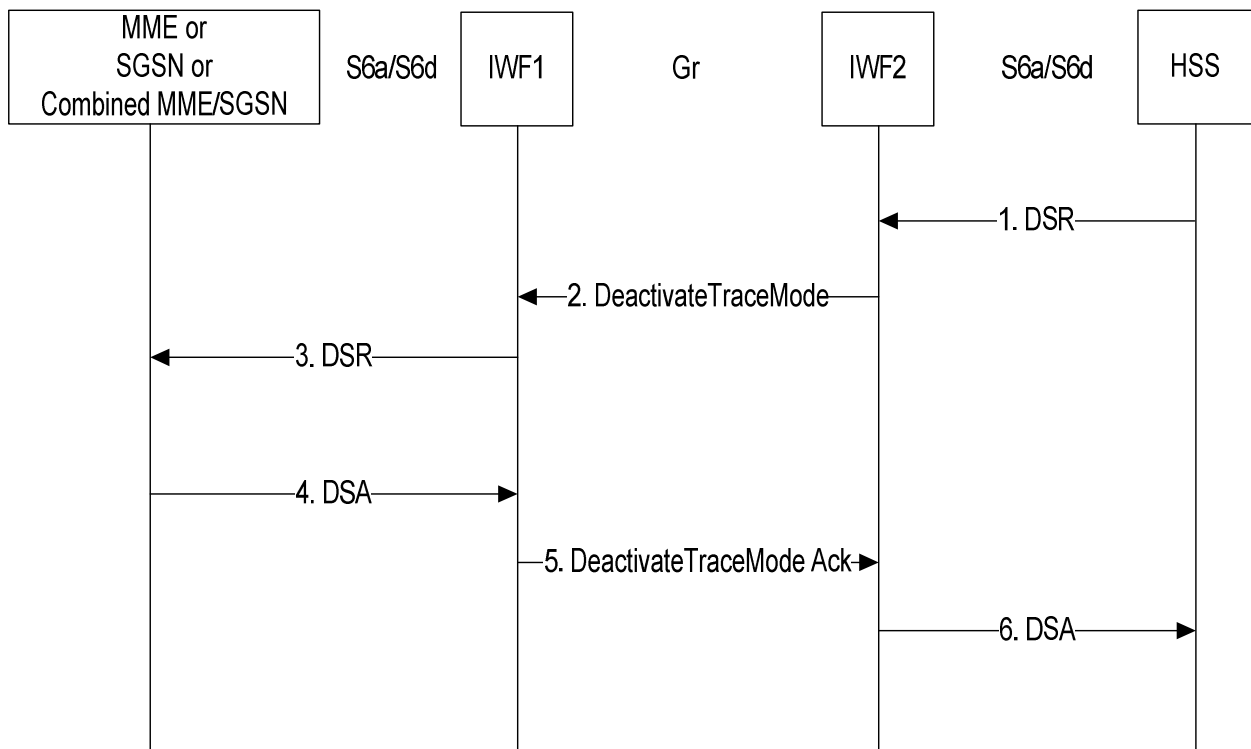 MME or
SGSN or
Combined MME/SGSN
S6a/S6d
IWF1
Gr
IWF2
S6a/S6d
HSS
1. DSR
2. DeactivateTraceMode
3. DSR
4. DSA
5. DeactivateTraceMode Ack
6. DSA